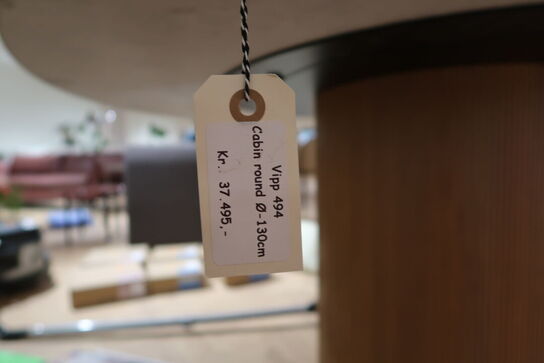 Vipp 494
Cabin round Ø-130cm
Kr.. 37.495,-